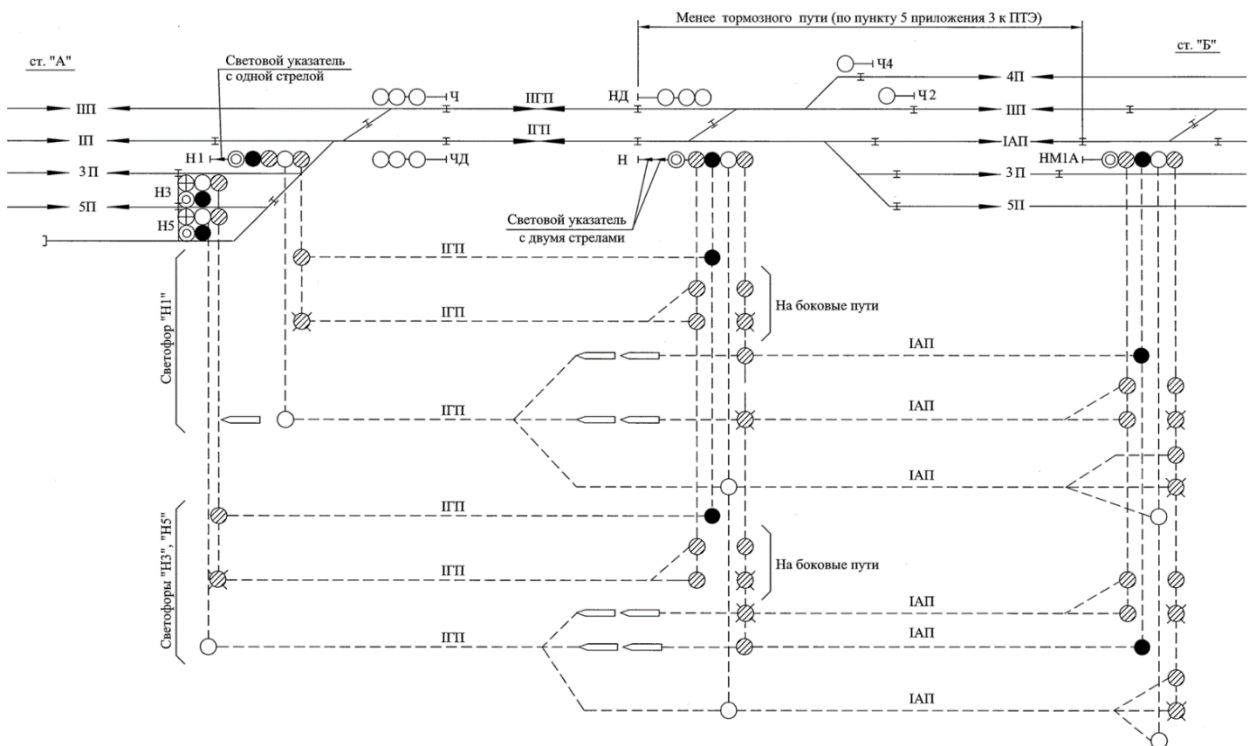 Менее тормозного пути (по пункту 5 приложения 3 к ПТЭ)
ст. "А"
Световой указатель
с одной стрелой
ст. "Б"
Ч4
4П
Ч
IIГП
НД
Ч2
IIП
IIП
IП
IГП
IАП
Н1
ЧД
Н
НМ1А
3П
3П
Н3
5П
5П
Н5
Световой указатель
с двумя стрелами
Светофор "Н1"
IГП
На боковые пути
IГП
IАП
IГП
IАП
IАП
Светофоры "Н3", "Н5"
IГП
На боковые пути
IГП
IАП
IГП
IАП
IАП